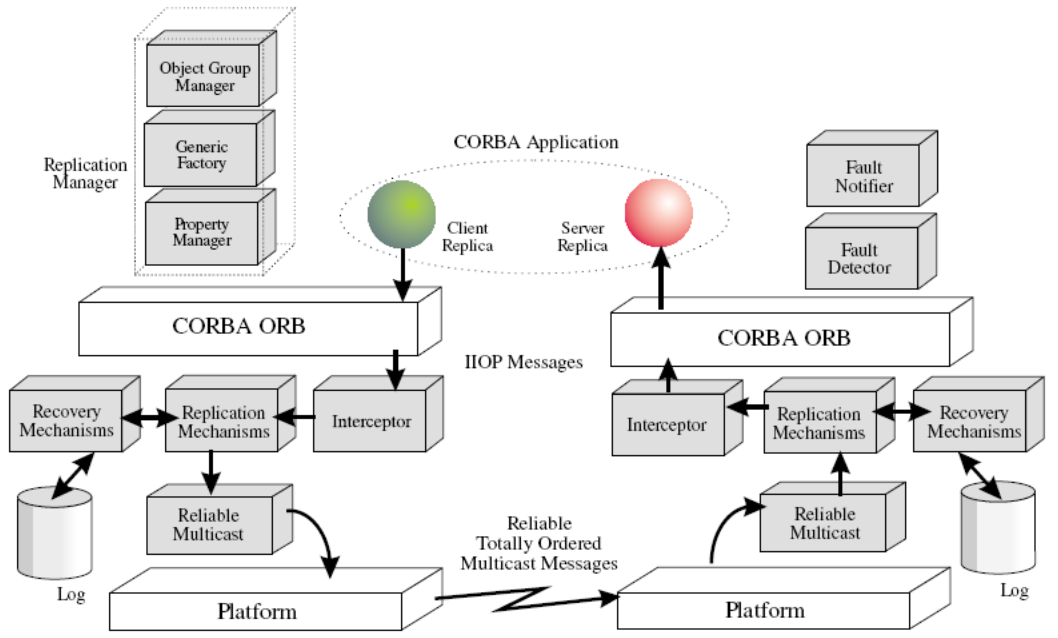 Object Group
Manager
Generic
Factory
Property
Manager
Replication
Manager
CORBA Application
Client
Replica
Server
Replica
Fault
Notifier
Fault
Detector
CORBA ORB
CORBA ORB
IIOP Messages
Recovery
Mechanisms
Replication
Mechanisms
Interceptor
Interceptor
Replication
Mechanisms
Recovery
Mechanisms
Reliable
Multicast
Reliable
Totally Ordered
Multicast Messages
Reliable
Multicast
Log
Log
Platform
Platform